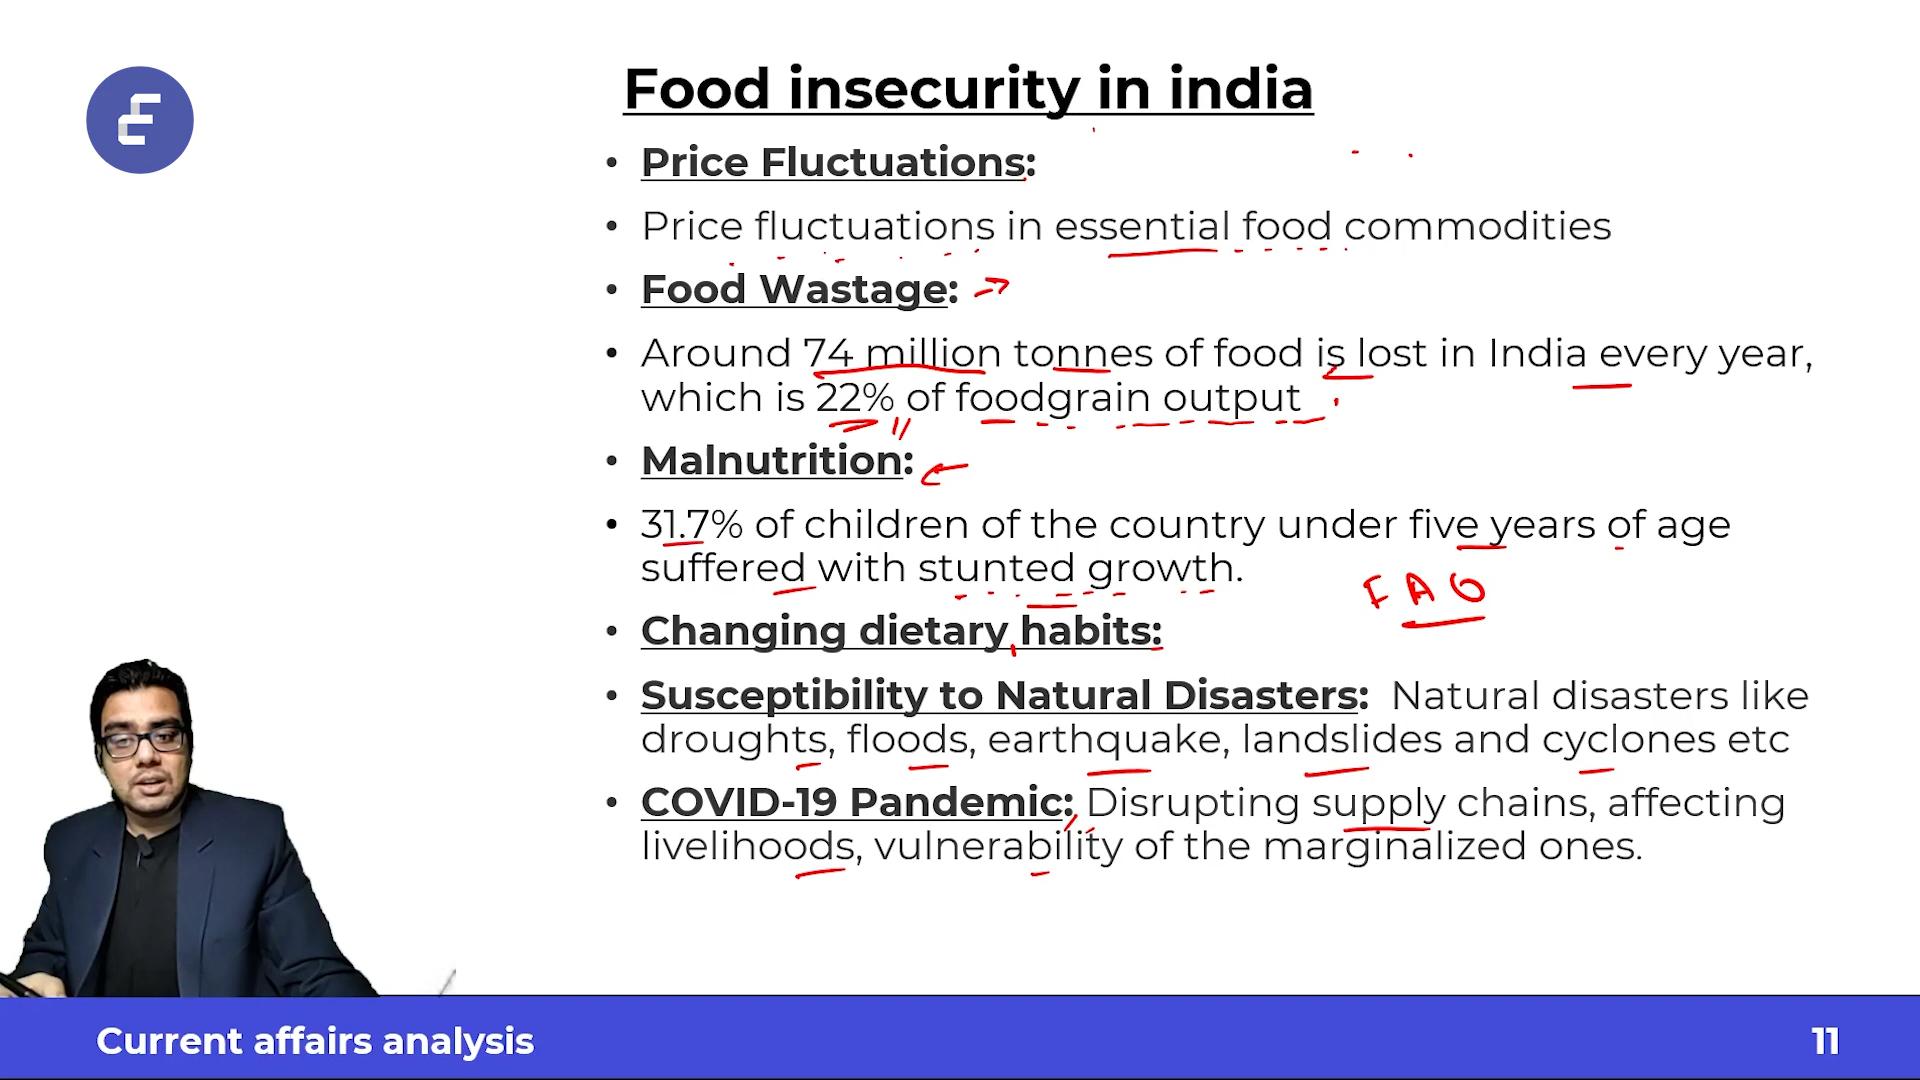 Food insecurity in india
• Price Fluctuations:
• Price fluctuations in essential food commodities
• Food Wastage:
• Around 74 million tonnes of food is lost in India every year,
which is 22% of foodgrain output
• Malnutrition:
• 31.7% of children of the country under five years of age
suffered with stunted growth.
FAO
• Changing dietary habits:
• Susceptibility to Natural Disasters: Natural disasters like
droughts, floods, earthquake, landslides and cyclones etc
• COVID-19 Pandemic: Disrupting supply chains, affecting
livelihoods, vulnerability of the marginalized ones.
Current affairs analysis
11